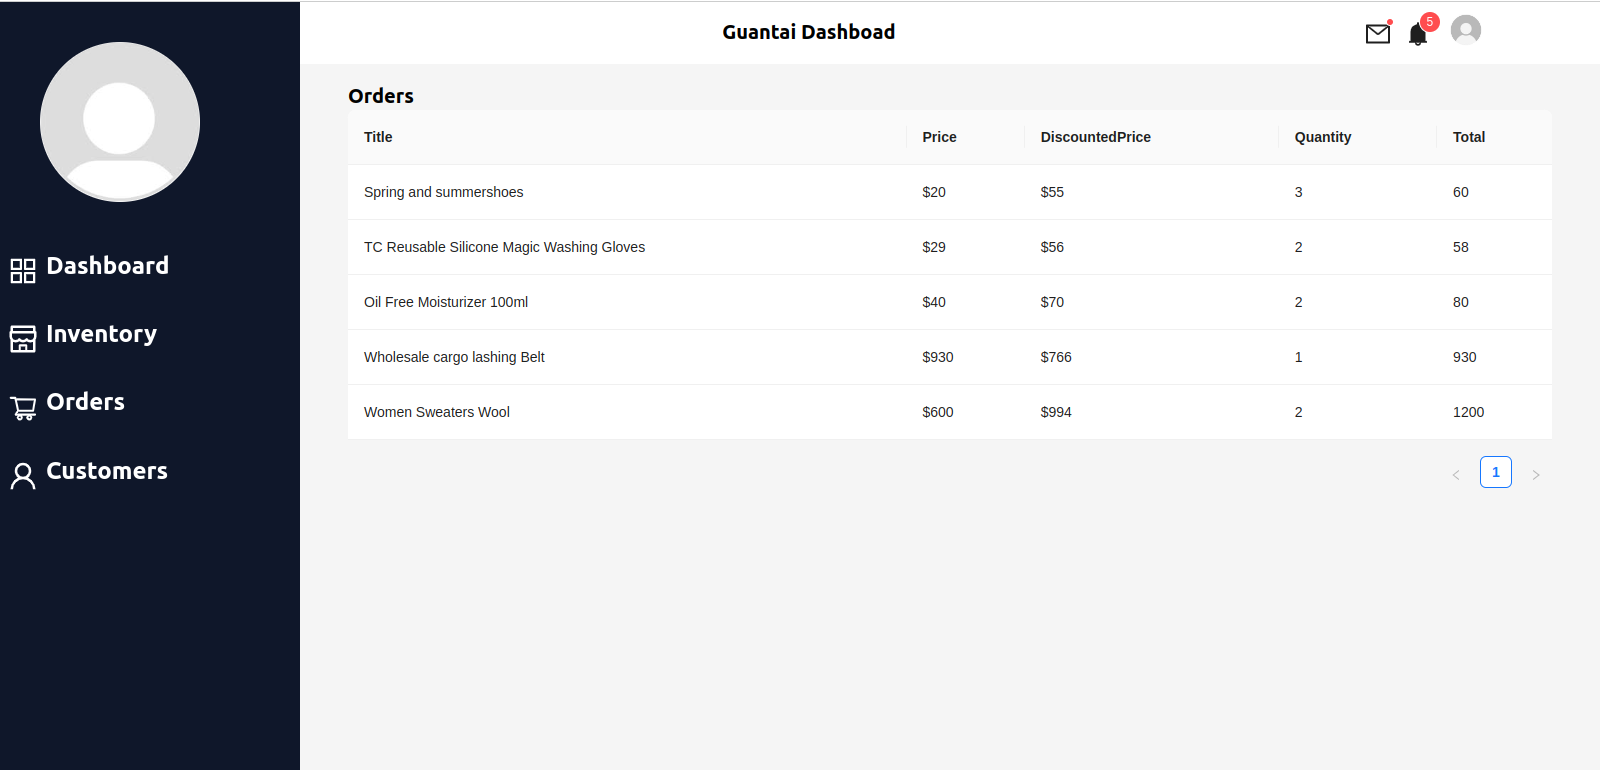 Guantai Dashboad
5
Dashboard
Inventory
Orders
Customers
Orders
Title Price DiscountedPrice Quantity Total
Spring and summershoes $20 $55 3 60
TC Reusable Silicone Magic Washing Gloves $29 $56 2 58
Oil Free Moisturizer 100ml $40 $70 2 80
Wholesale cargo lashing Belt $930 $766 1 930
Women Sweaters Wool $600 $994 2 1200
< 1 >